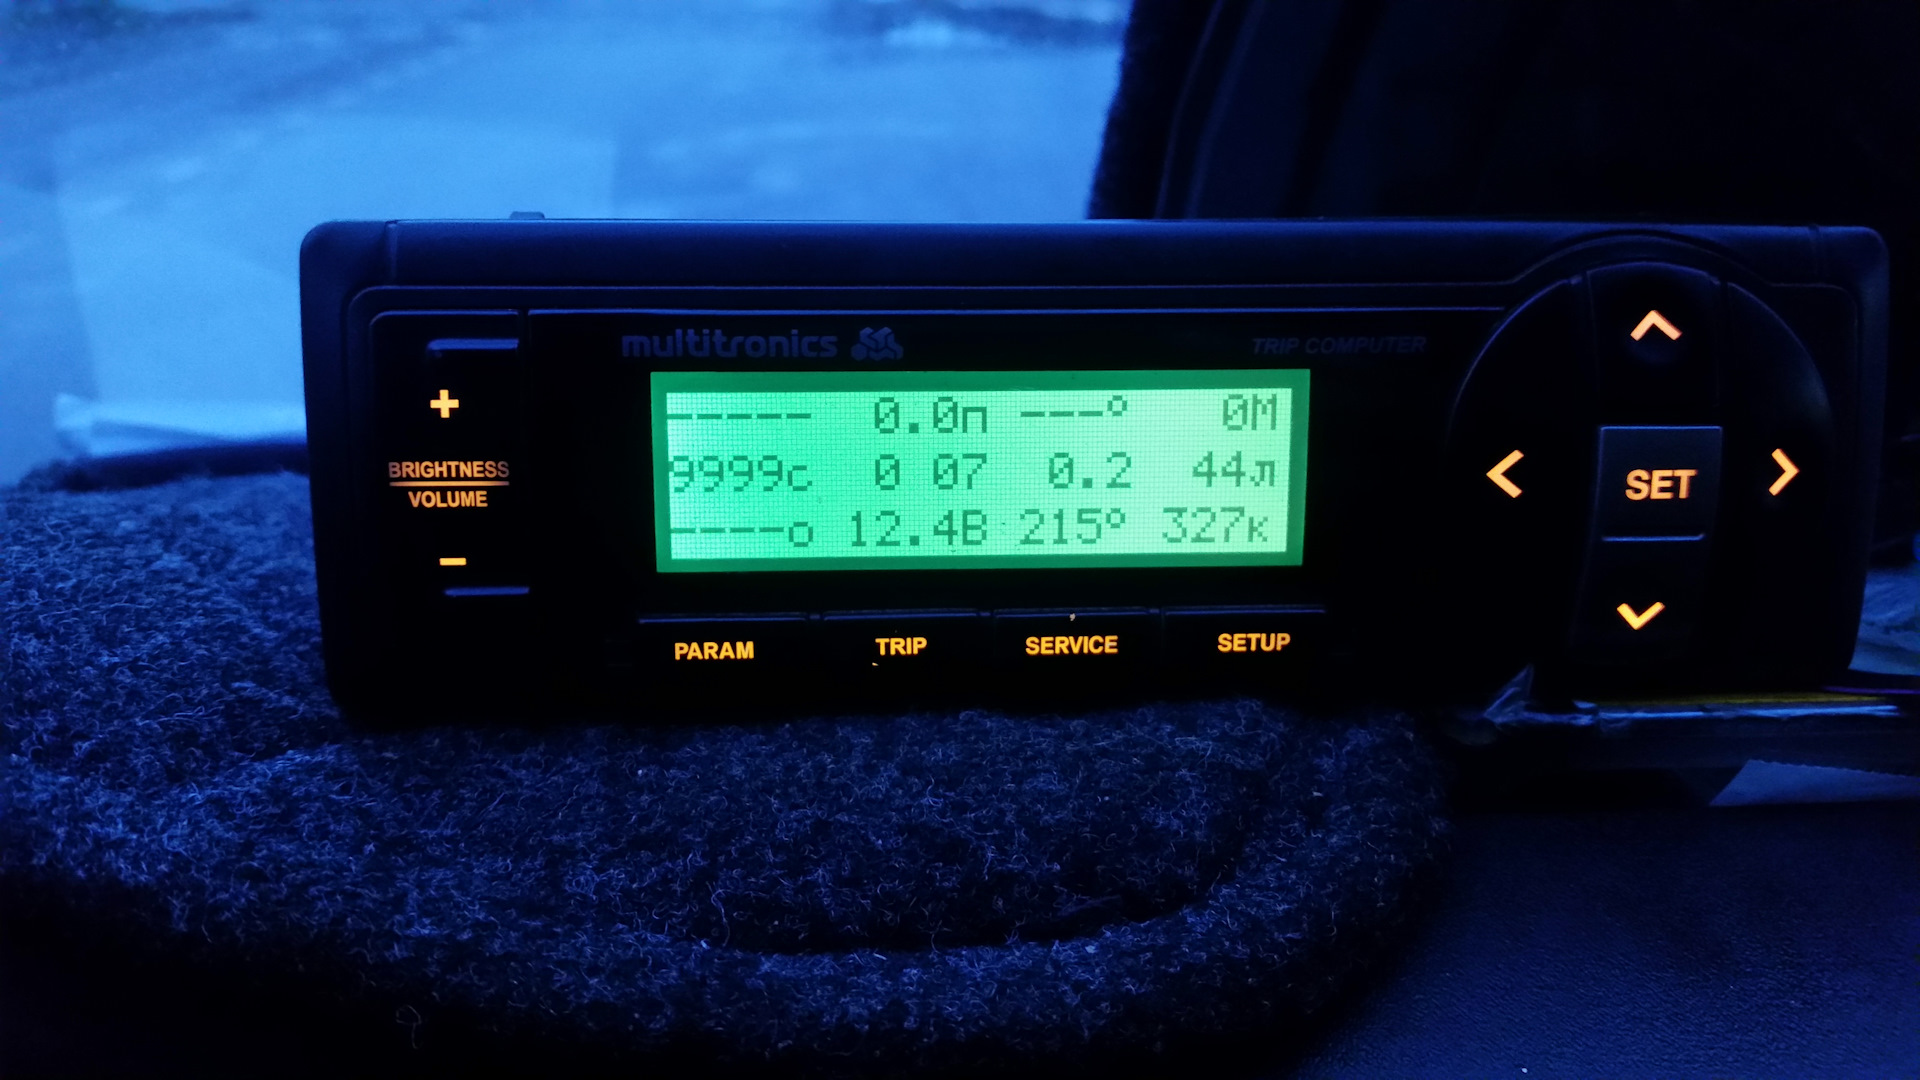 multitronics
TRIP COMPUTER
+
BRIGHTNESS
VOLUME
-
----- 0.0п ---° 0М
9999с 0 07 0.2 44л
----о 12.4В 215° 327к
SET
PARAM TRIP SERVICE SETUP